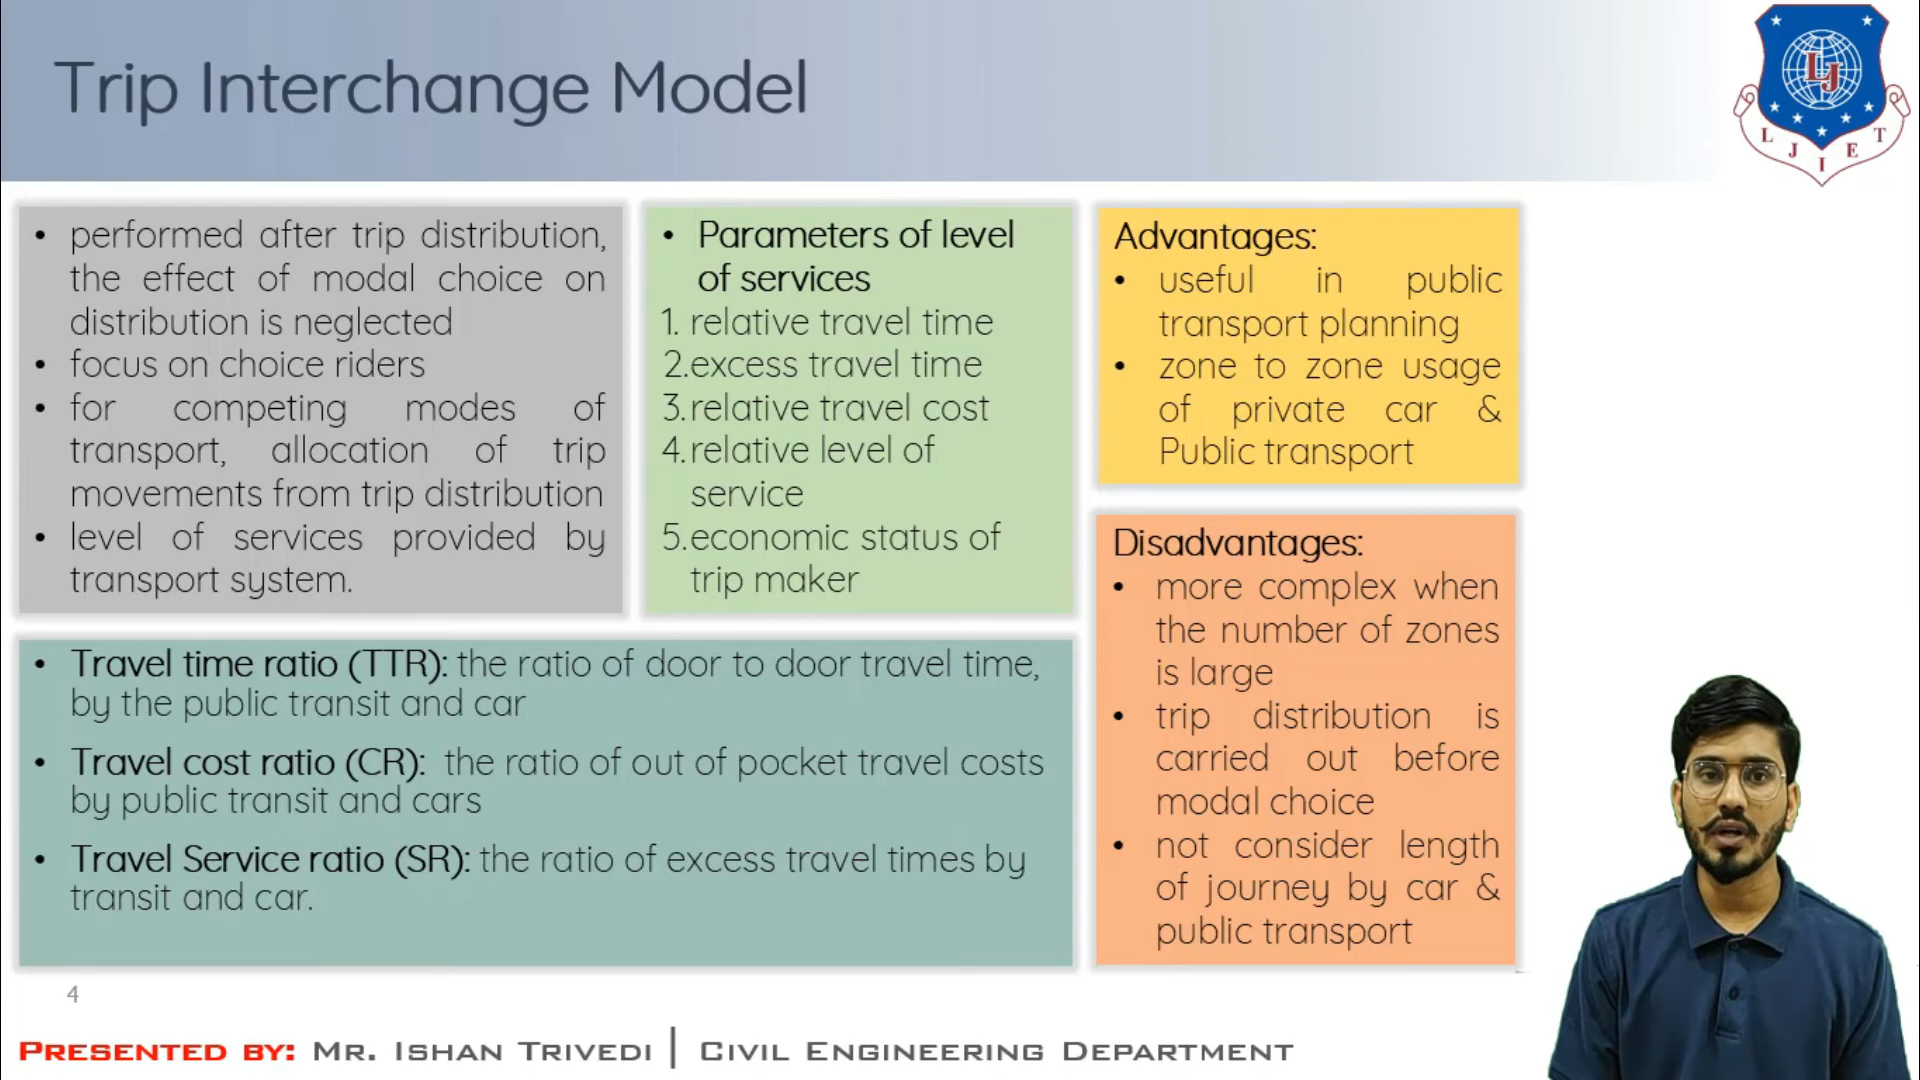 Trip Interchange Model
LJ
L J I E T
• performed after trip distribution,
the effect of modal choice on
distribution is neglected
• focus on choice riders
• for competing modes of
transport, allocation of trip
movements from trip distribution
• level of services provided by
transport system.
• Parameters of level
of services
1. relative travel time
2.excess travel time
3.relative travel cost
4.relative level of
service
5.economic status of
trip maker
Advantages:
• useful in public
transport planning
• zone to zone usage
of private car &
Public transport
Disadvantages:
• more complex when
the number of zones
is large
• trip distribution is
carried out before
modal choice
• not consider length
of journey by car &
public transport
• Travel time ratio (TTR): the ratio of door to door travel time,
by the public transit and car
• Travel cost ratio (CR): the ratio of out of pocket travel costs
by public transit and cars
• Travel Service ratio (SR): the ratio of excess travel times by
transit and car.
4
PRESENTED BY: MR. ISHAN TRIVEDI | CIVIL ENGINEERING DEPARTMENT